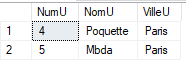 NumU NomU VilleU
1 4 Poquette Paris
2 5 Mbda Paris